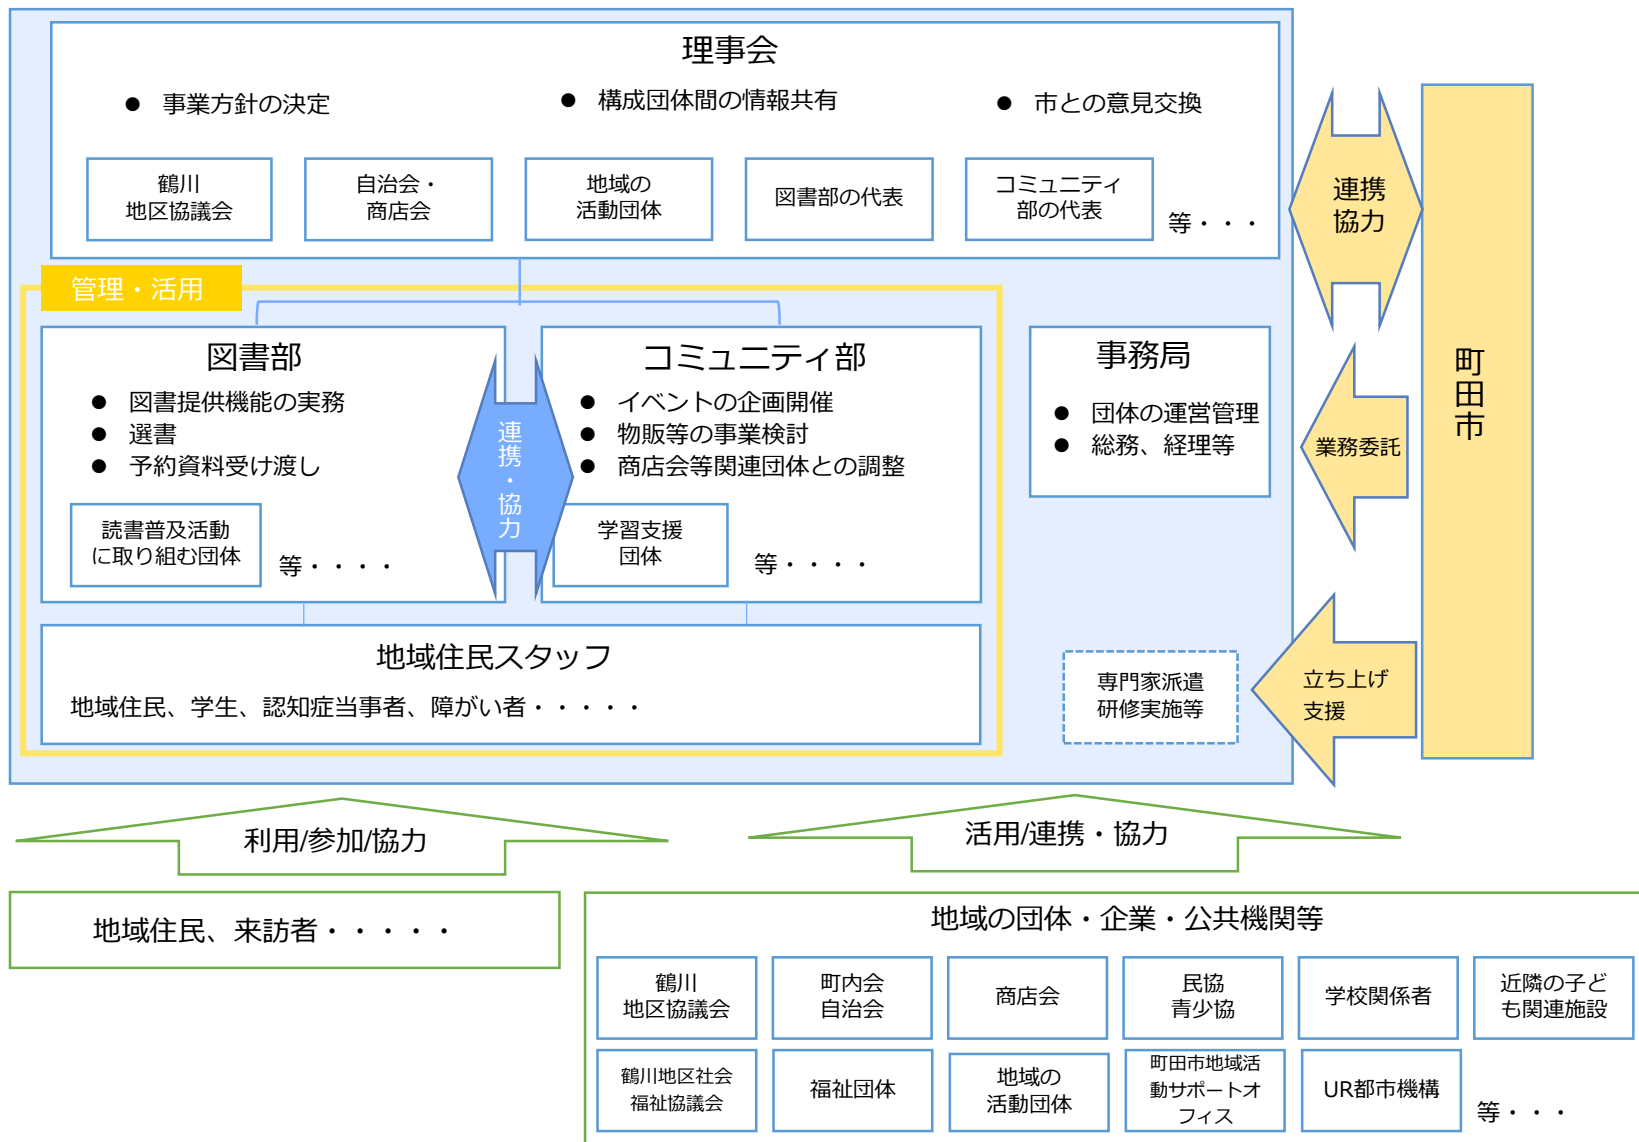 理事会
● 事業方針の決定
● 構成団体間の情報共有
● 市との意見交換
鶴川
地区協議会
自治会・
商店会
地域の
活動団体
図書部の代表
コミュニティ
部の代表
等・・・
連携
協力
町田市
管理・活用
図書部
● 図書提供機能の実務
● 選書
● 予約資料受け渡し
読書普及活動
に取り組む団体
等・・・・
連携・協力
コミュニティ部
● イベントの企画開催
● 物販等の事業検討
● 商店会等関連団体との調整
学習支援
団体
等・・・・
事務局
● 団体の運営管理
● 総務、経理等
業務委託
地域住民スタッフ
地域住民、学生、認知症当事者、障がい者・・・・・
専門家派遣
研修実施等
立ち上げ
支援
利用/参加/協力
活用/連携・協力
地域住民、来訪者・・・・・
地域の団体・企業・公共機関等
鶴川
地区協議会
町内会
自治会
商店会
民協
青少協
学校関係者
近隣の子ど
も関連施設
鶴川地区社会
福祉協議会
福祉団体
地域の
活動団体
町田市地域活
動サポートオ
フィス
UR都市機構
等・・・